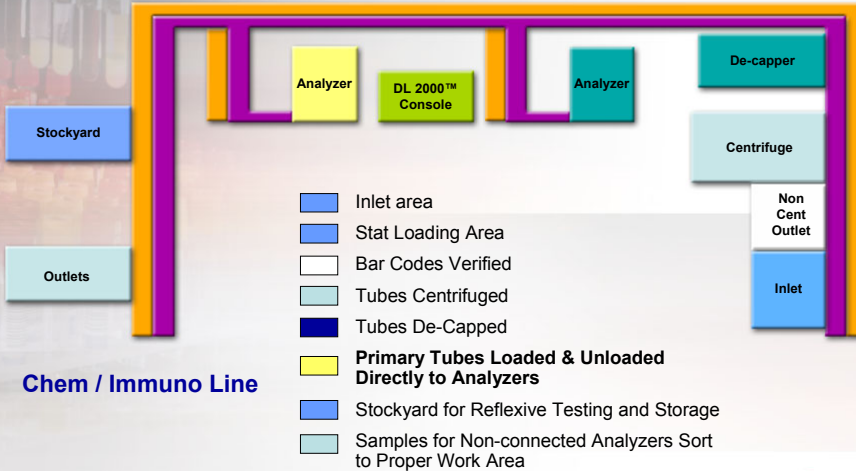 De-capper
Analyzer
DL 2000™
Console
Analyzer
Stockyard
Centrifuge
Non
Cent
Outlet
Outlets
Inlet
Inlet area
Stat Loading Area
Bar Codes Verified
Tubes Centrifuged
Tubes De-Capped
Primary Tubes Loaded & Unloaded
Directly to Analyzers
Chem / Immuno Line
Stockyard for Reflexive Testing and Storage
Samples for Non-connected Analyzers Sort
to Proper Work Area